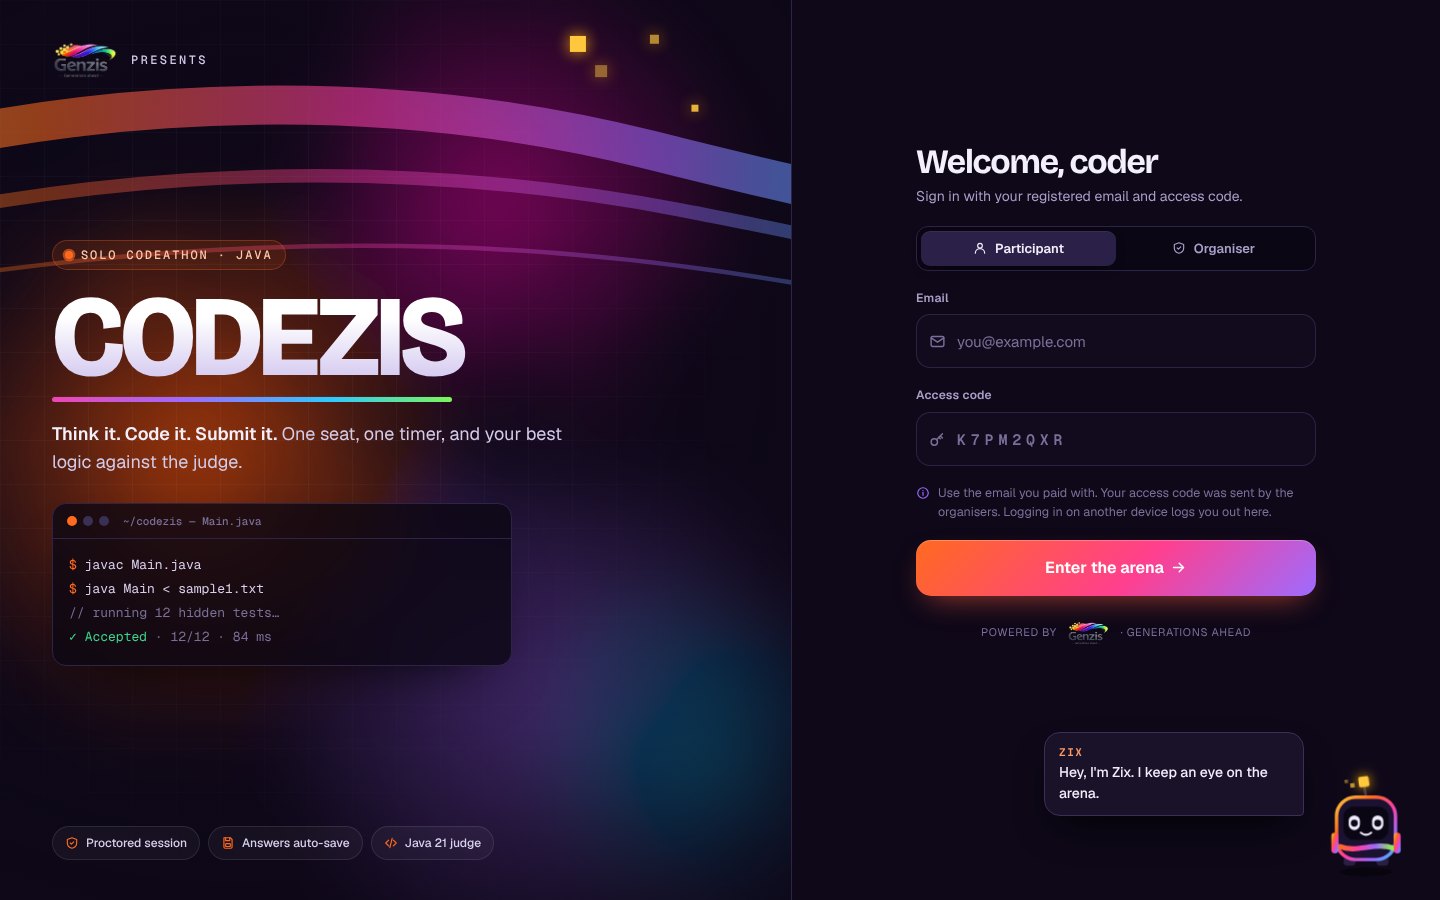 Genzis
PRESENTS
SOLO CODEATHON · JAVA
CODEZIS
Think it. Code it. Submit it. One seat, one timer, and your best
logic against the judge.
~/codezis — Main.java
$ javac Main.java
$ java Main < sample1.txt
// running 12 hidden tests…
✓ Accepted · 12/12 · 84 ms
Proctored session
Answers auto-save
Java 21 judge
Welcome, coder
Sign in with your registered email and access code.
Participant
Organiser
Email
you@example.com
Access code
K7PM2QXR
Use the email you paid with. Your access code was sent by the
organisers. Logging in on another device logs you out here.
Enter the arena →
POWERED BY Genzis · GENERATIONS AHEAD
ZIX
Hey, I'm Zix. I keep an eye on the
arena.